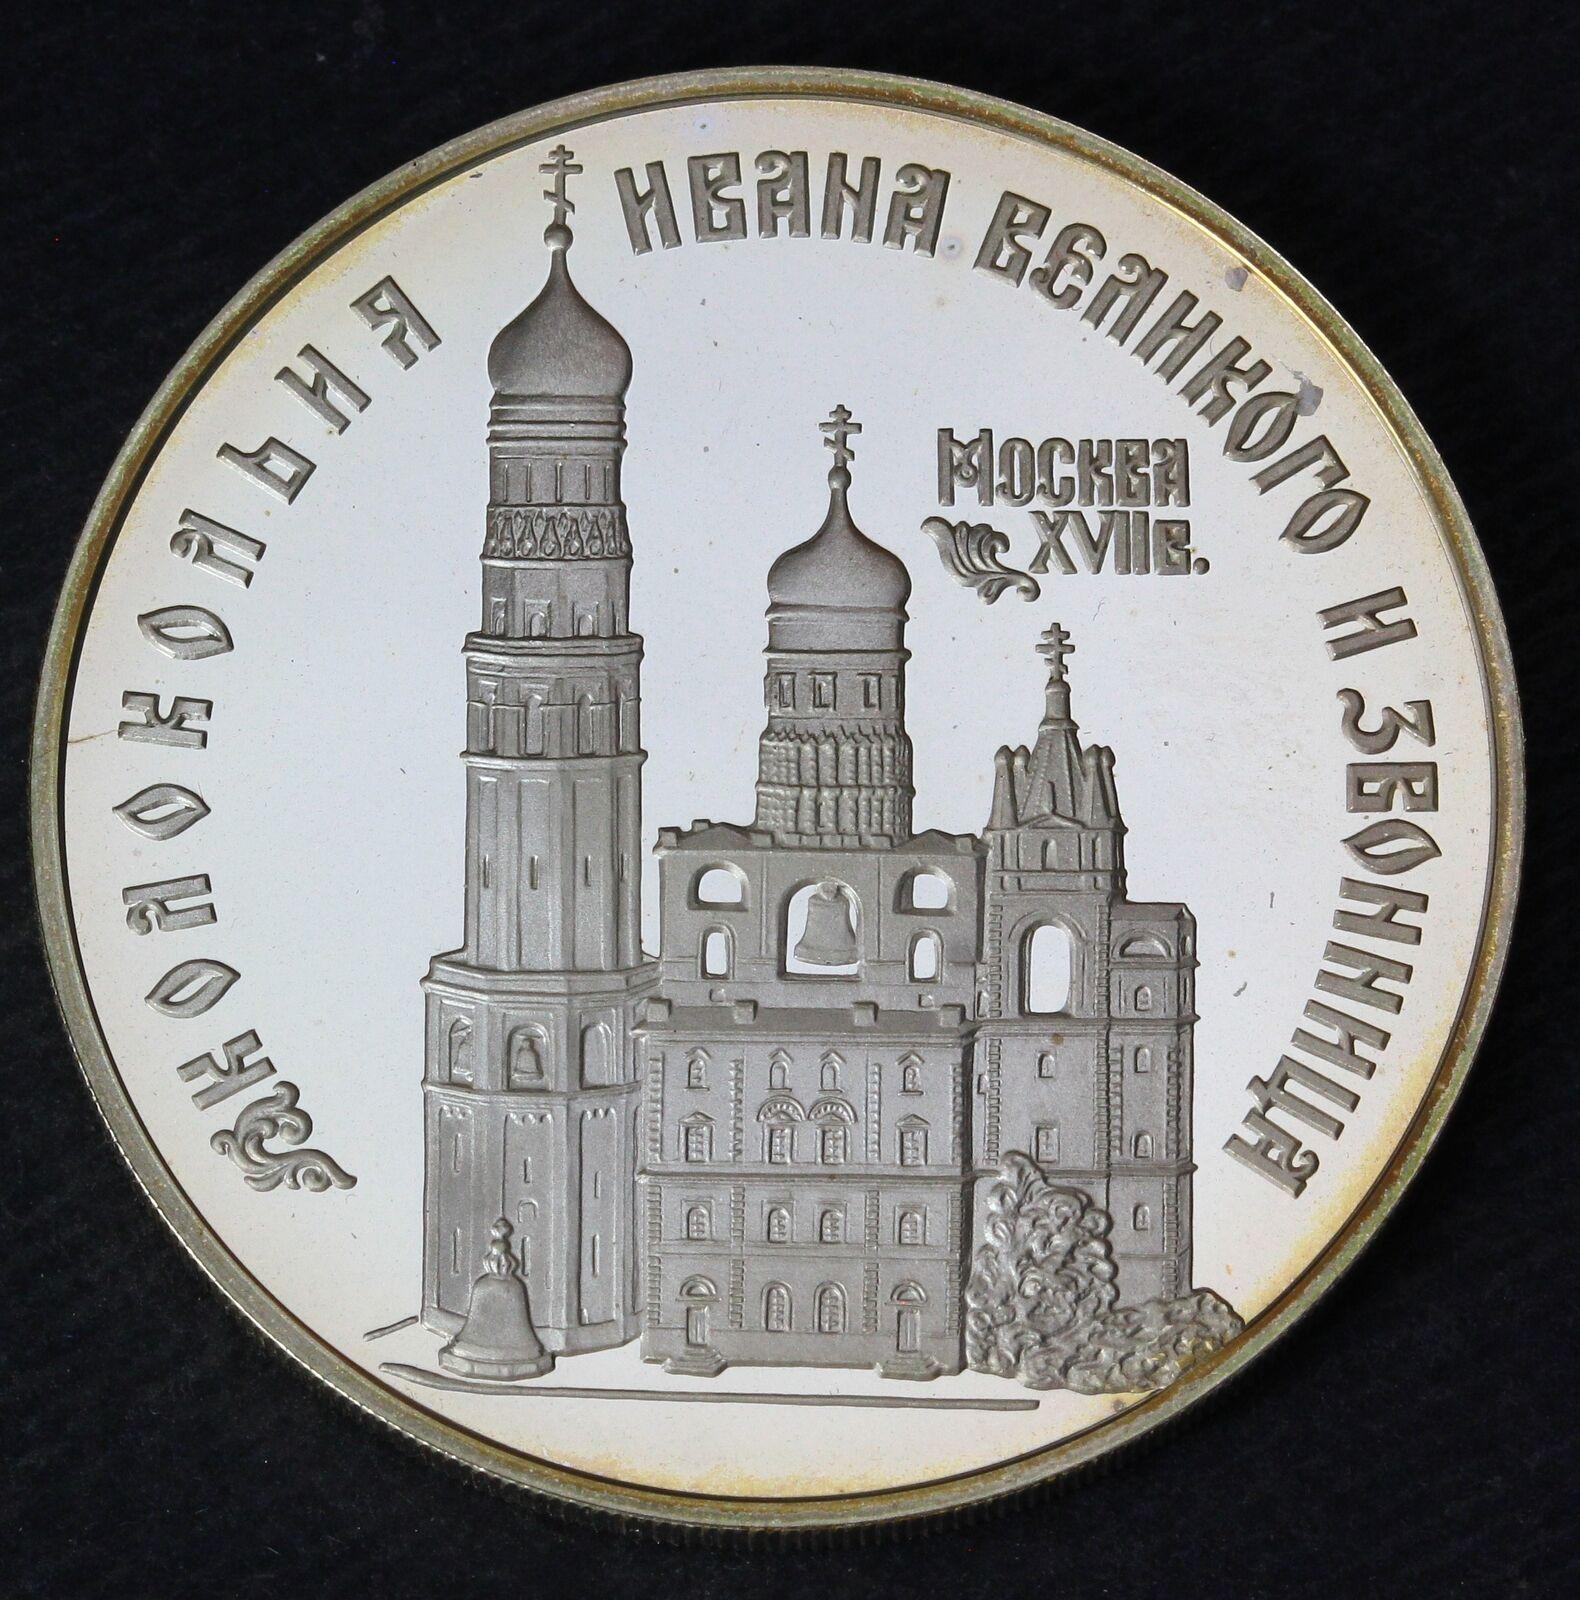 КОЛОКОЛЬНЯ ИВАНА ВЕЛИКОГО И ЗВОННИЦА
МОСКВА
XVII в.